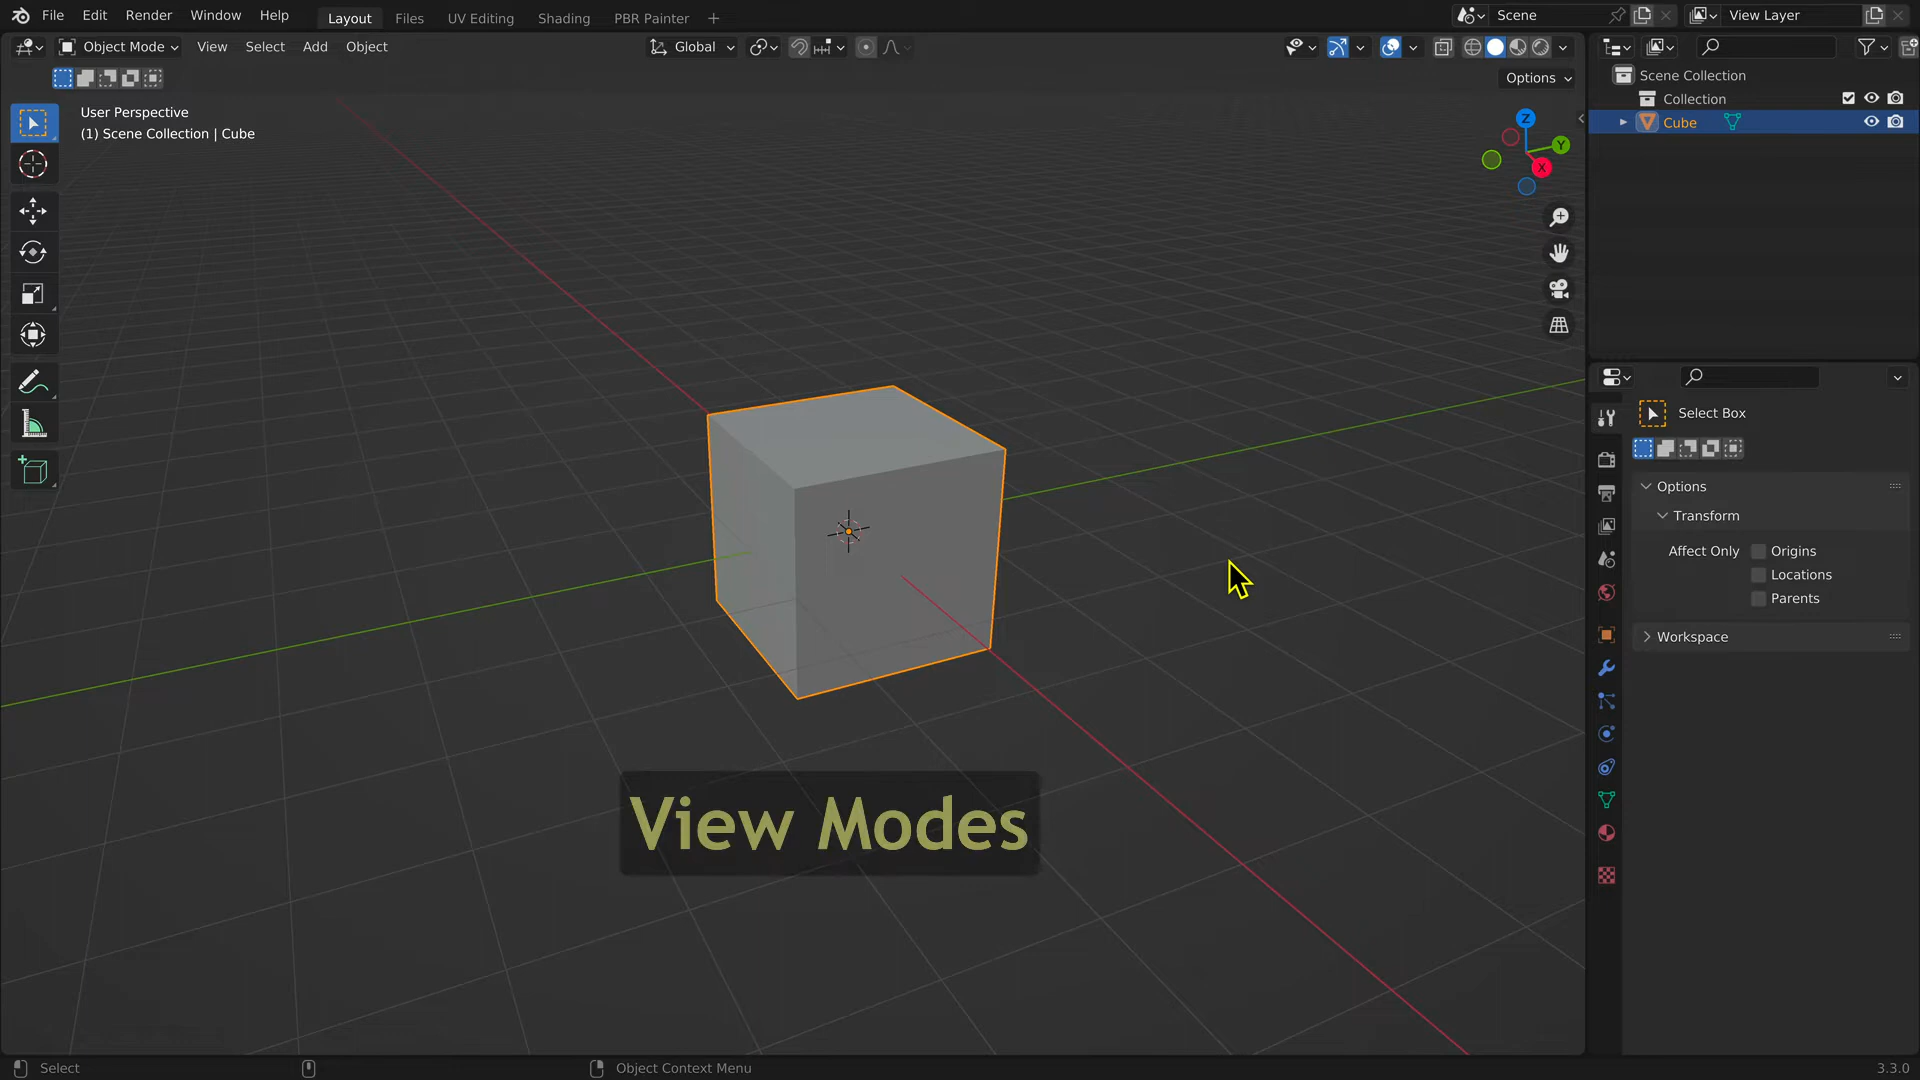 File Edit Render Window Help Layout Files UV Editing Shading PBR Painter + Scene View Layer
Object Mode View Select Add Object Global
Options
User Perspective
(1) Scene Collection | Cube
Z
Y
X
Scene Collection
Collection
Cube
Select Box
Options
Transform
Affect Only Origins
Locations
Parents
Workspace
View Modes
Select Object Context Menu 3.3.0